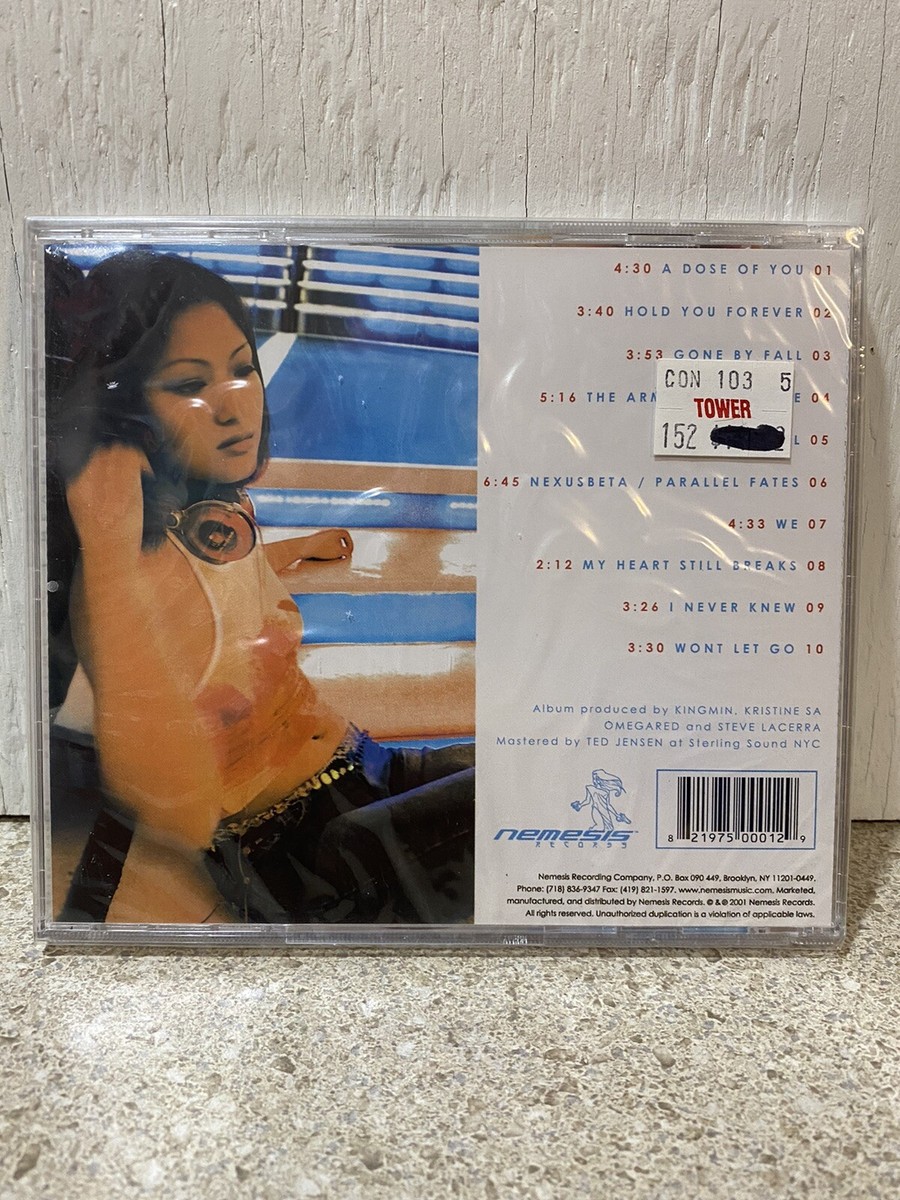 4:30 A DOSE OF YOU 01
3:40 HOLD YOU FOREVER 02
3:53 GONE BY FALL 03
CON 103 5
5:16 THE ARM E 04
TOWER
152
L 05
6:45 NEXUSBETA / PARALLEL FATES 06
4:33 WE 07
2:12 MY HEART STILL BREAKS 08
3:26 I NEVER KNEW 09
3:30 WONT LET GO 10
Album produced by KINGMIN, KRISTINE SA
OMEGARED and STEVE LACERRA
Mastered by TED JENSEN at Sterling Sound NYC
nemesis
RECORDS
8 21975 00012 9
Nemesis Recording Company, P.O. Box 090 449, Brooklyn, NY 11201-0449.
Phone: (718) 836-9347 Fax: (419) 821-1597. www.nemesismusic.com. Marketed,
manufactured, and distributed by Nemesis Records. © & ℗ 2001 Nemesis Records.
All rights reserved. Unauthorized duplication is a violation of applicable laws.